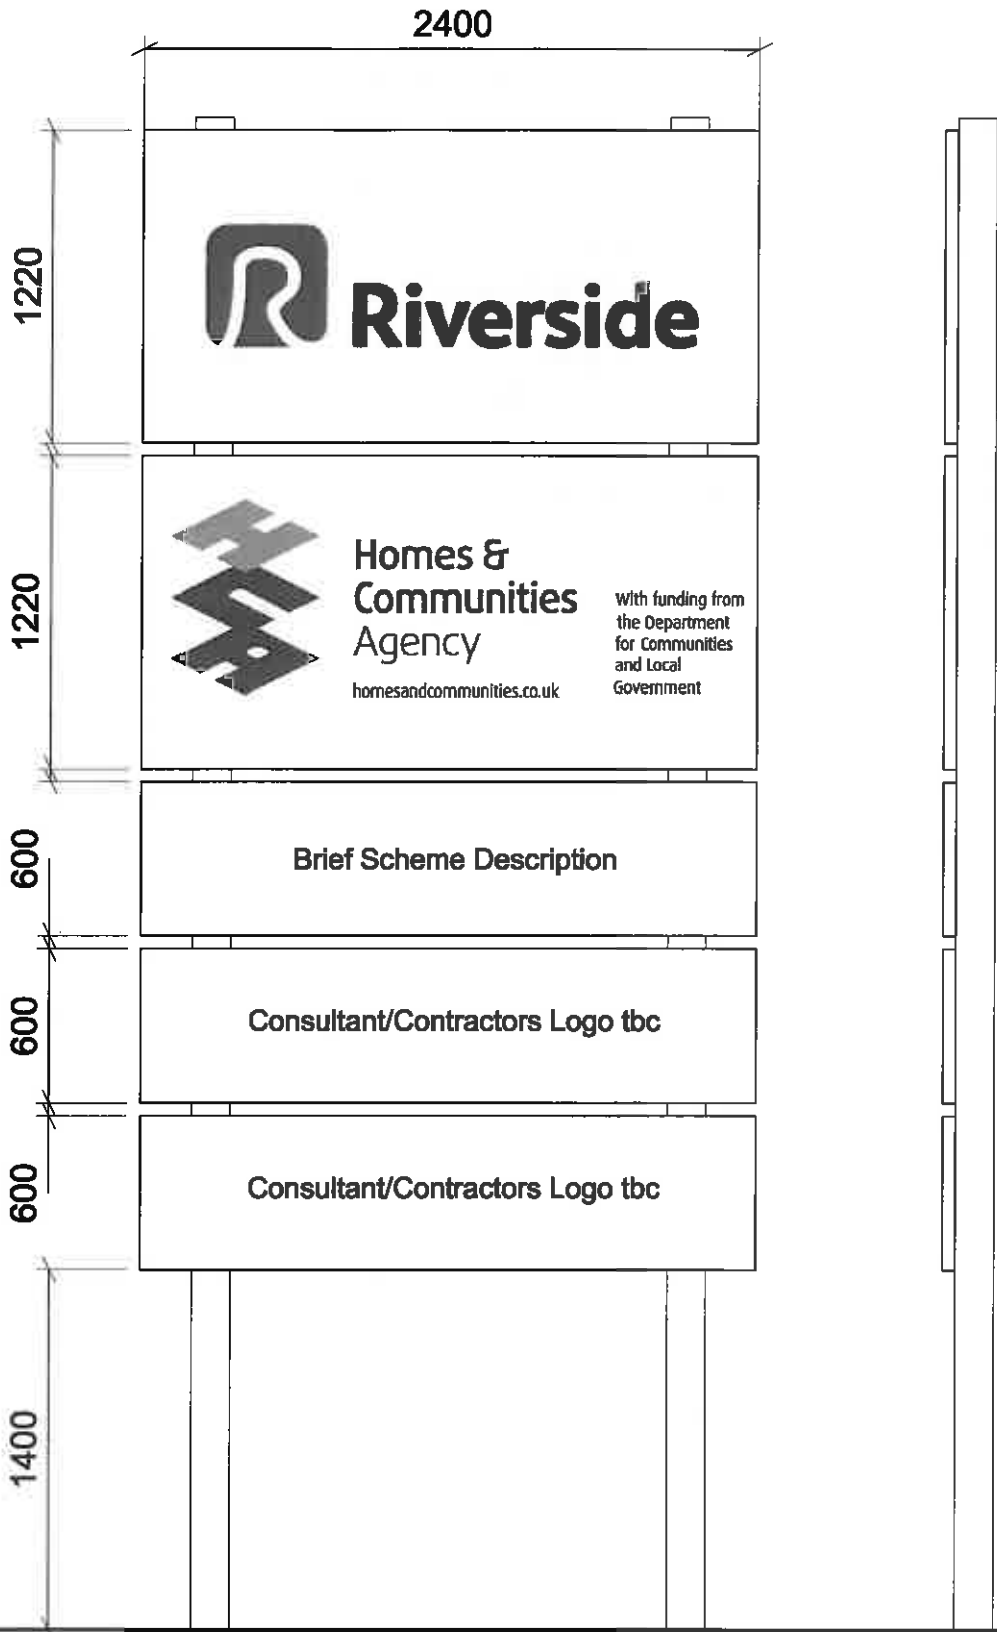 2400
1220
Riverside
1220
Homes &
Communities
Agency
homesandcommunities.co.uk
With funding from
the Department
for Communities
and Local
Government
600
Brief Scheme Description
600
Consultant/Contractors Logo tbc
600
Consultant/Contractors Logo tbc
1400